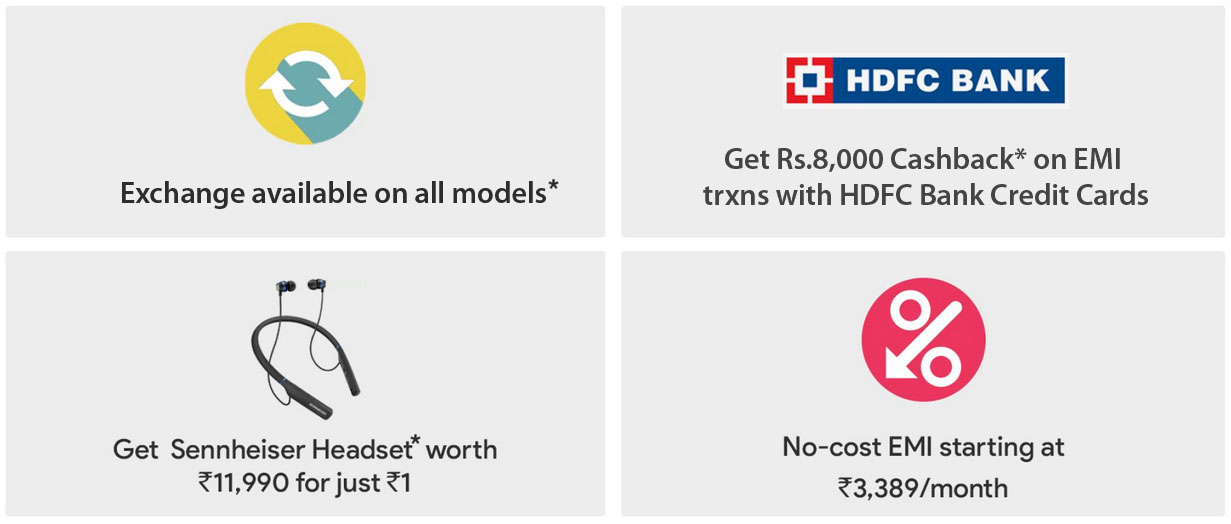 Exchange available on all models*
HDFC BANK
Get Rs.8,000 Cashback* on EMI
trxns with HDFC Bank Credit Cards
Get Sennheiser Headset* worth
₹11,990 for just ₹1
No-cost EMI starting at
₹3,389/month